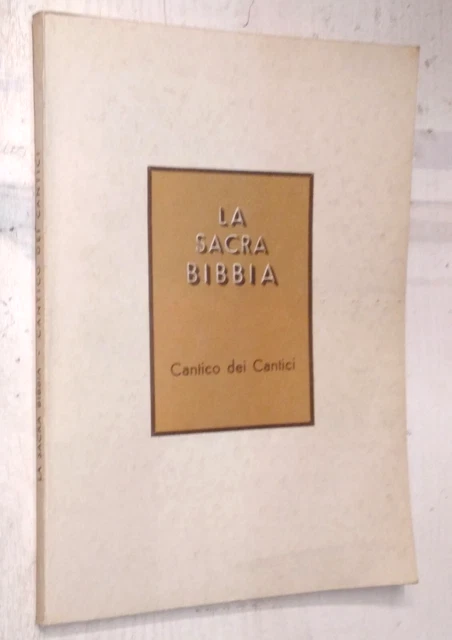 LA
SACRA
BIBBIA
Cantico dei Cantici
LA SACRA BIBBIA - CANTICO DEI CANTICI